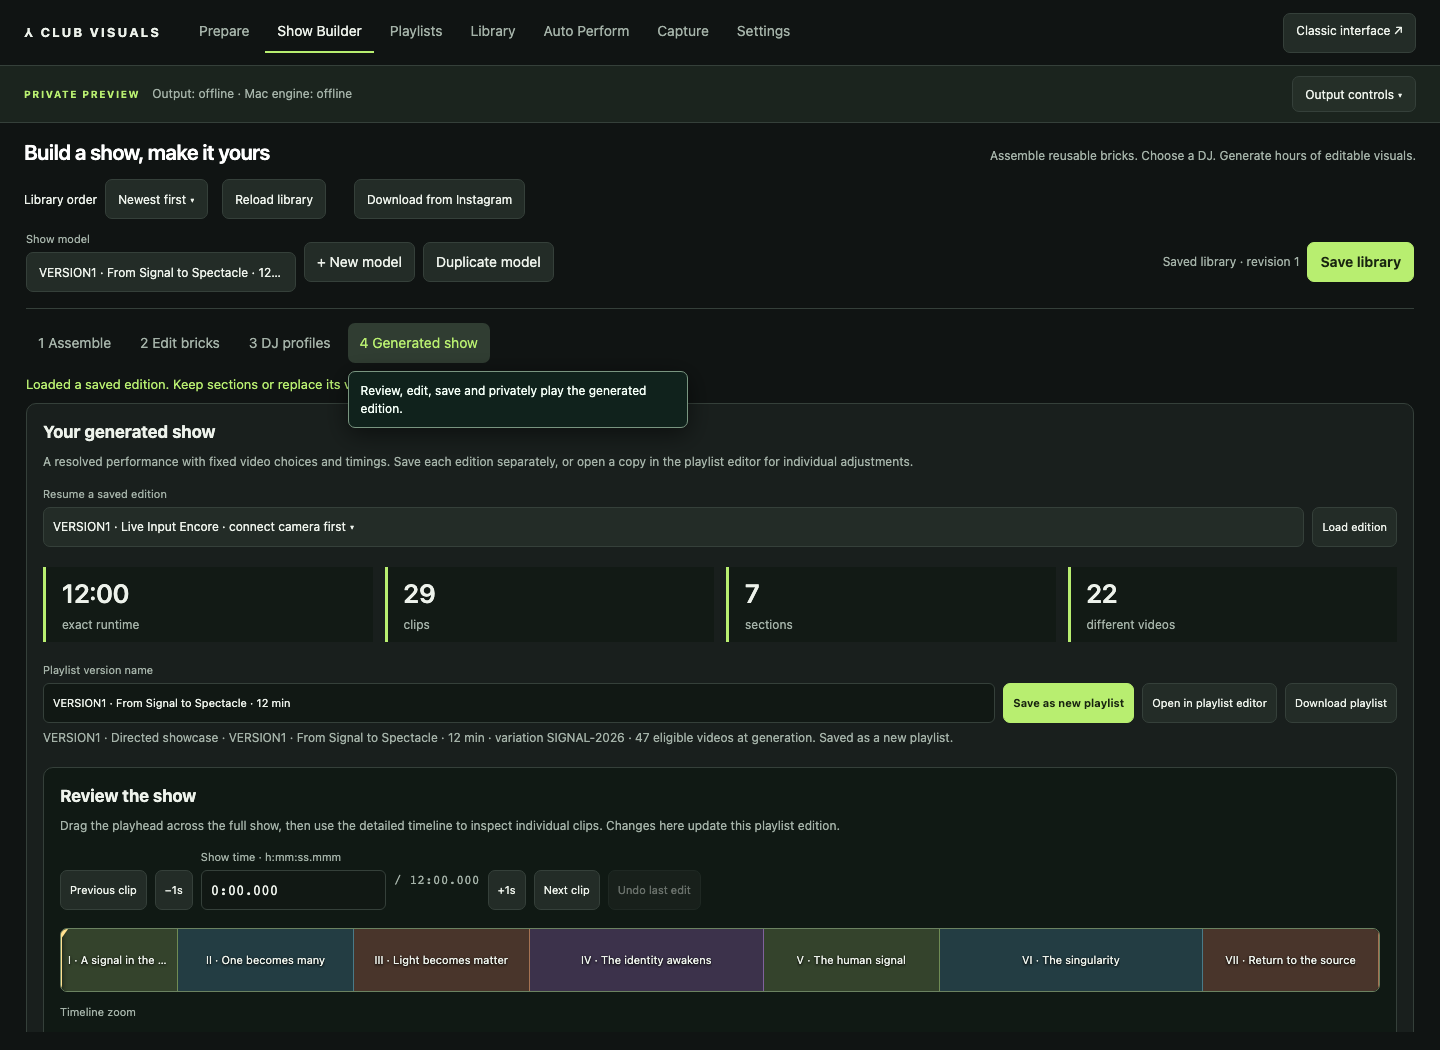 ⅄ CLUB VISUALS
Prepare
Show Builder
Playlists
Library
Auto Perform
Capture
Settings
Classic interface ↗
PRIVATE PREVIEW
Output: offline · Mac engine: offline
Output controls ▾
Build a show, make it yours
Assemble reusable bricks. Choose a DJ. Generate hours of editable visuals.
Library order
Newest first ▾
Reload library
Download from Instagram
Show model
VERSION1 · From Signal to Spectacle · 12...
+ New model
Duplicate model
Saved library · revision 1
Save library
1 Assemble
2 Edit bricks
3 DJ profiles
4 Generated show
Loaded a saved edition. Keep sections or replace its v
Review, edit, save and privately play the generated
edition.
Your generated show
A resolved performance with fixed video choices and timings. Save each edition separately, or open a copy in the playlist editor for individual adjustments.
Resume a saved edition
VERSION1 · Live Input Encore · connect camera first ▾
Load edition
12:00
exact runtime
29
clips
7
sections
22
different videos
Playlist version name
VERSION1 · From Signal to Spectacle · 12 min
Save as new playlist
Open in playlist editor
Download playlist
VERSION1 · Directed showcase · VERSION1 · From Signal to Spectacle · 12 min · variation SIGNAL-2026 · 47 eligible videos at generation. Saved as a new playlist.
Review the show
Drag the playhead across the full show, then use the detailed timeline to inspect individual clips. Changes here update this playlist edition.
Show time · h:mm:ss.mmm
Previous clip
−1s
0:00.000
/ 12:00.000
+1s
Next clip
Undo last edit
I · A signal in the ...
II · One becomes many
III · Light becomes matter
IV · The identity awakens
V · The human signal
VI · The singularity
VII · Return to the source
Timeline zoom